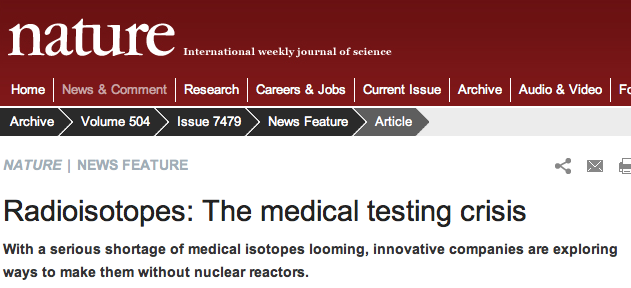 nature International weekly journal of science
Home News & Comment Research Careers & Jobs Current Issue Archive Audio & Video
Archive Volume 504 Issue 7479 News Feature Article
NATURE | NEWS FEATURE
Radioisotopes: The medical testing crisis
With a serious shortage of medical isotopes looming, innovative companies are exploring
ways to make them without nuclear reactors.